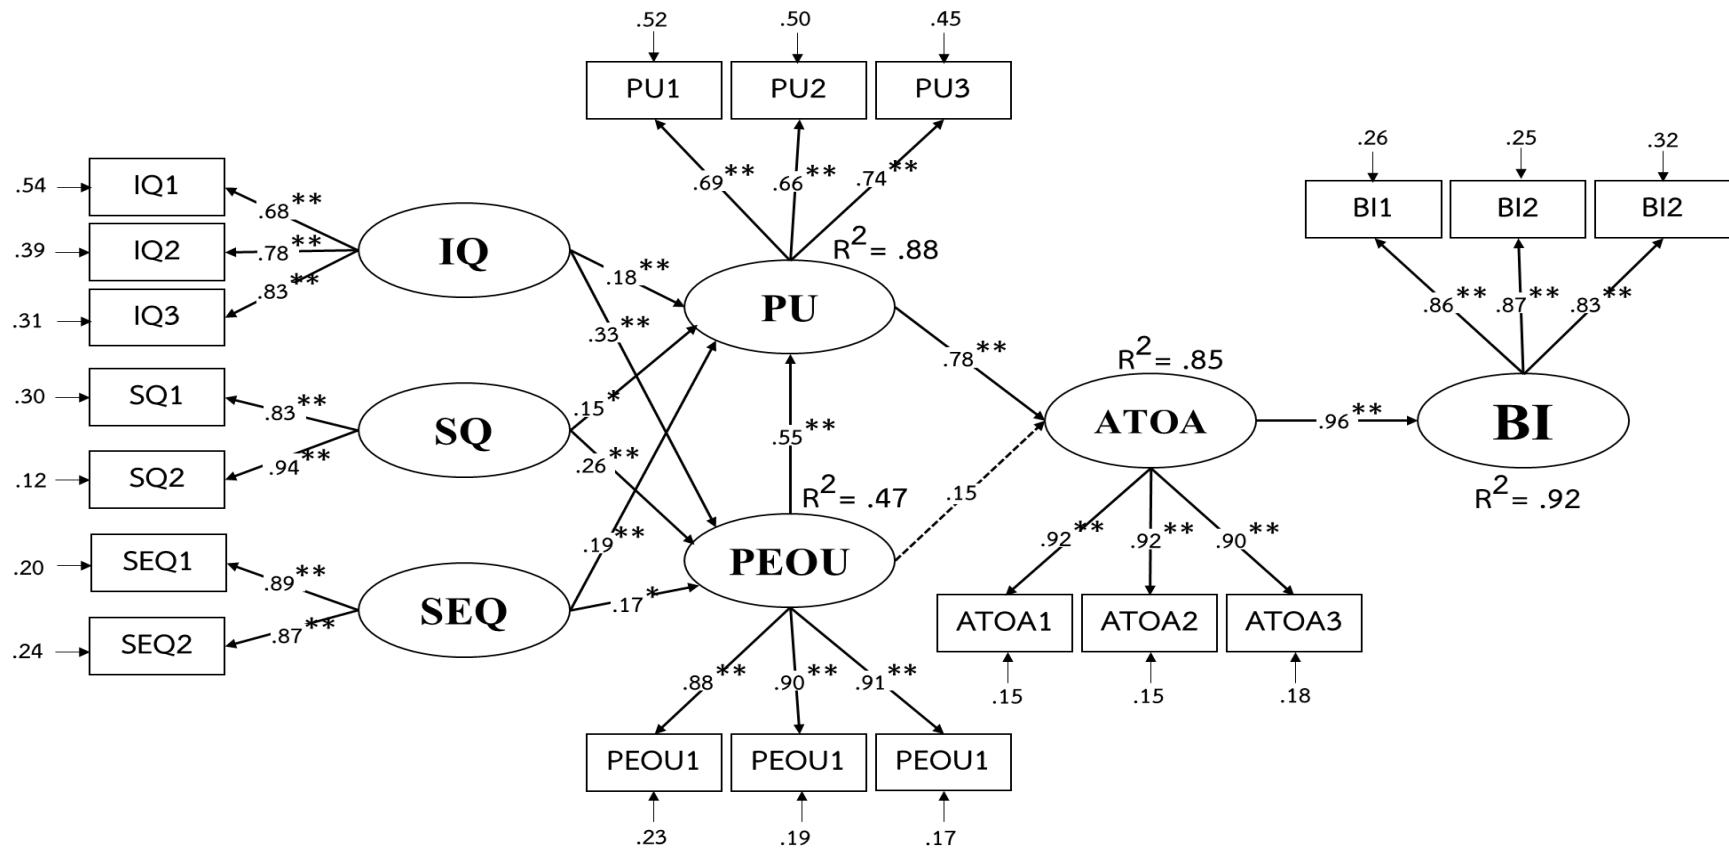 .52 .50 .45
PU1 PU2 PU3
.69** .66** .74**
R2 = .88
.26 .25 .32
BI1 BI2 BI2
.86** .87** .83**
.54 IQ1 .68**
.39 IQ2 .78**
.31 IQ3 .83**
IQ
.18**
.33**
PU
.78**
.30 SQ1 .83**
.12 SQ2 .94**
SQ
.15*
.26**
.55**
R2 = .85
ATOA
.96**
BI
R2 = .92
R2 = .47
.15
.20 SEQ1 .89**
.24 SEQ2 .87**
SEQ
.19**
.17*
PEOU
.92** .92** .90**
ATOA1 ATOA2 ATOA3
.15 .15 .18
.88** .90** .91**
PEOU1 PEOU1 PEOU1
.23 .19 .17